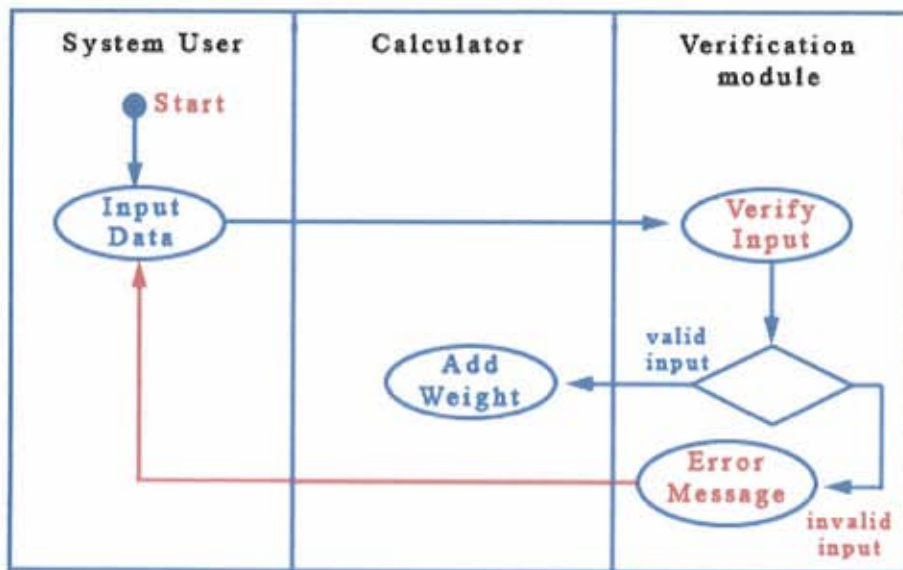 System User
Calculator
Verification
module
Start
Input
Data
Verify
Input
valid
input
Add
Weight
Error
Message
invalid
input